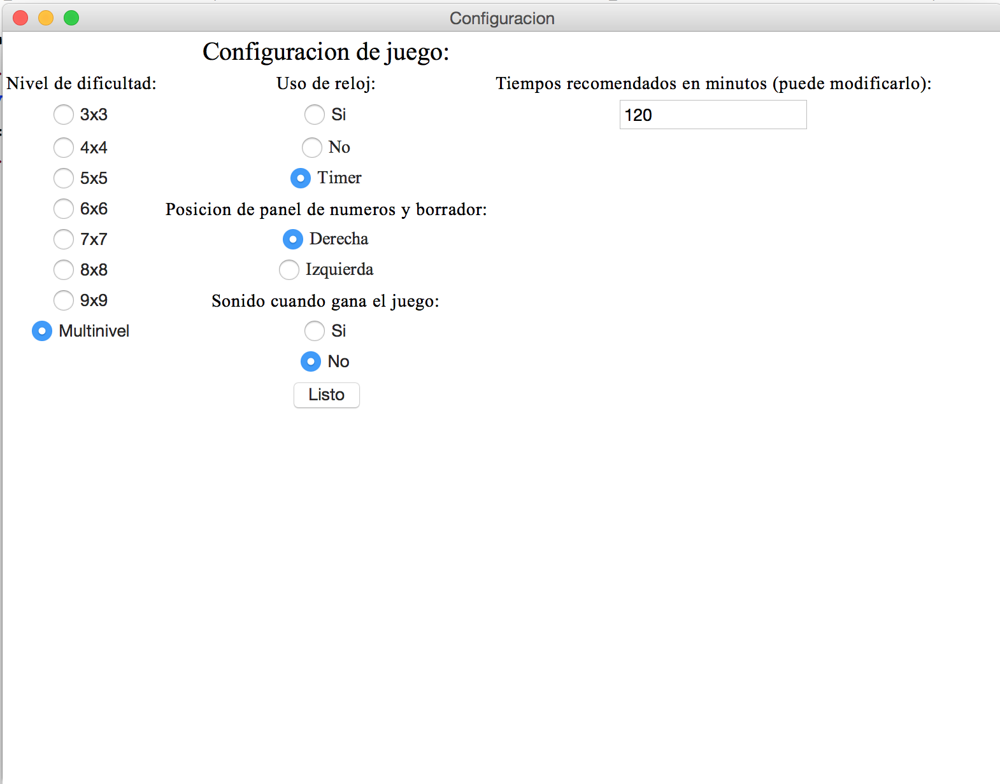 Configuracion
Configuracion de juego:
Nivel de dificultad:
Uso de reloj:
Tiempos recomendados en minutos (puede modificarlo):
3x3
Si
120
4x4
No
5x5
Timer
6x6
Posicion de panel de numeros y borrador:
7x7
Derecha
8x8
Izquierda
9x9
Sonido cuando gana el juego:
Multinivel
Si
No
Listo